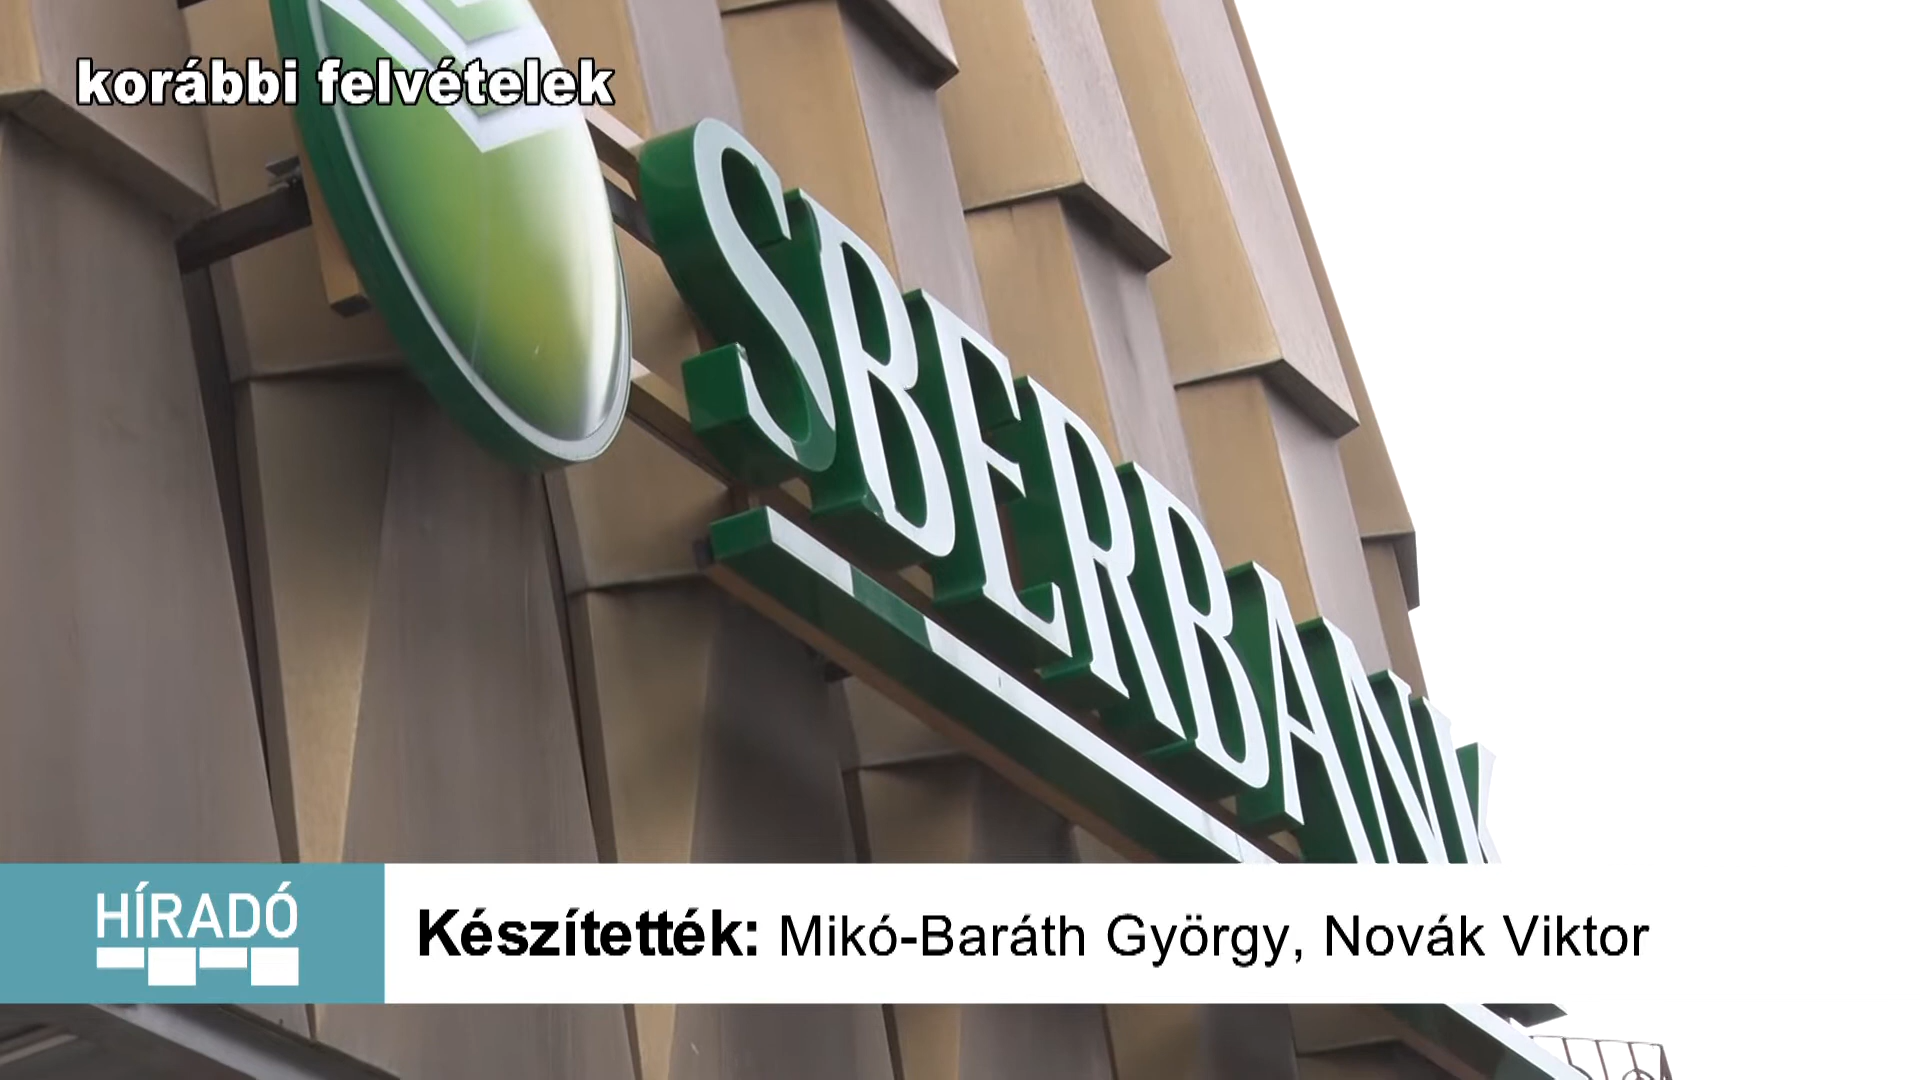 korábbi felvételek
SBERBANK
HÍRADÓ
Készítették: Mikó-Baráth György, Novák Viktor